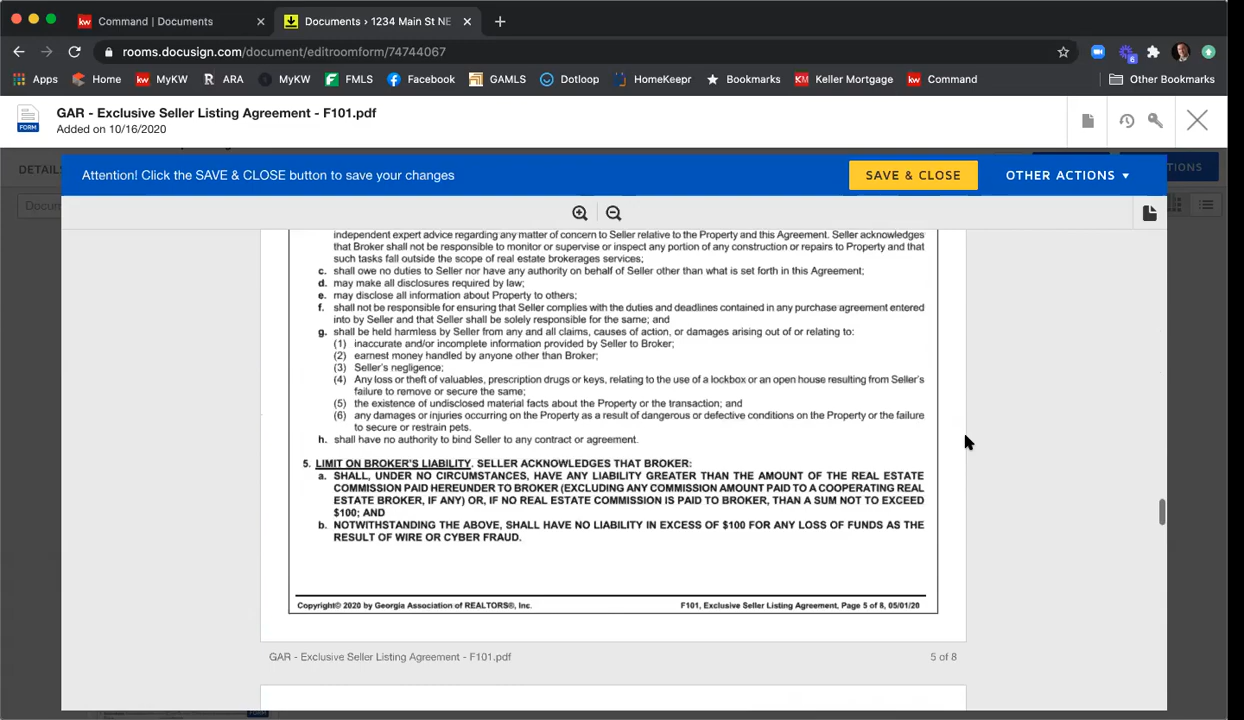 Command | Documents
Documents › 1234 Main St NE
rooms.docusign.com/document/editroomform/74744067
Apps Home kw MyKW R ARA MyKW FMLS Facebook GAMLS Dotloop HomeKeepr Bookmarks KM Keller Mortgage kw Command Other Bookmarks
GAR - Exclusive Seller Listing Agreement - F101.pdf
Added on 10/16/2020
FORM
DETAIL
IONS
Attention! Click the SAVE & CLOSE button to save your changes
SAVE & CLOSE
OTHER ACTIONS
Docum
independent expert advice regarding any matter of concern to Seller relative to the Property and this Agreement. Seller acknowledges
that Broker shall not be responsible to monitor or supervise or inspect any portion of any construction or repairs to Property and that
such tasks fall outside the scope of real estate brokerages services;
c. shall owe no duties to Seller nor have any authority on behalf of Seller other than what is set forth in this Agreement;
d. may make all disclosures required by law;
e. may disclose all information about Property to others;
f. shall not be responsible for ensuring that Seller complies with the duties and deadlines contained in any purchase agreement entered
into by Seller and that Seller shall be solely responsible for the same; and
g. shall be held harmless by Seller from any and all claims, causes of action, or damages arising out of or relating to:
(1) inaccurate and/or incomplete information provided by Seller to Broker;
(2) earnest money handled by anyone other than Broker;
(3) Seller's negligence;
(4) Any loss or theft of valuables, prescription drugs or keys, relating to the use of a lockbox or an open house resulting from Seller's
failure to remove or secure the same;
(5) the existence of undisclosed material facts about the Property or the transaction; and
(6) any damages or injuries occurring on the Property as a result of dangerous or defective conditions on the Property or the failure
to secure or restrain pets.
h. shall have no authority to bind Seller to any contract or agreement.
5. LIMIT ON BROKER'S LIABILITY. SELLER ACKNOWLEDGES THAT BROKER:
a. SHALL, UNDER NO CIRCUMSTANCES, HAVE ANY LIABILITY GREATER THAN THE AMOUNT OF THE REAL ESTATE
COMMISSION PAID HEREUNDER TO BROKER (EXCLUDING ANY COMMISSION AMOUNT PAID TO A COOPERATING REAL
ESTATE BROKER, IF ANY) OR, IF NO REAL ESTATE COMMISSION IS PAID TO BROKER, THAN A SUM NOT TO EXCEED
$100; AND
b. NOTWITHSTANDING THE ABOVE, SHALL HAVE NO LIABILITY IN EXCESS OF $100 FOR ANY LOSS OF FUNDS AS THE
RESULT OF WIRE OR CYBER FRAUD.
Copyright© 2020 by Georgia Association of REALTORS®, Inc. F101, Exclusive Seller Listing Agreement, Page 5 of 8, 05/01/20
GAR - Exclusive Seller Listing Agreement - F101.pdf 5 of 8